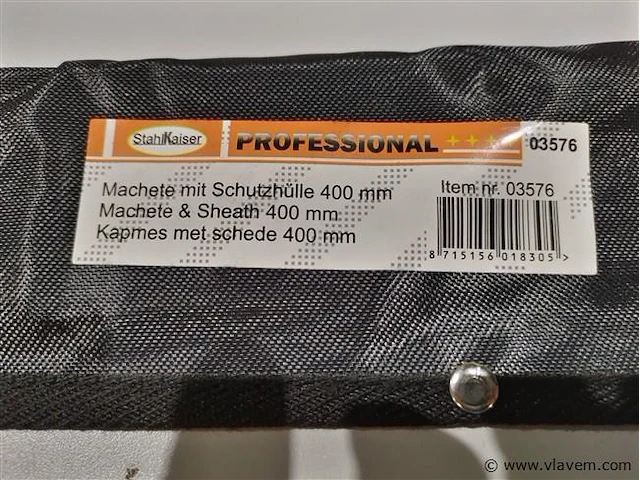 StahlKaiser PROFESSIONAL +++ 03576
Machete mit Schutzhülle 400 mm
Machete & Sheath 400 mm
Kapmes met schede 400 mm
Item nr. 03576
8 715156 018305 >
© www.vlavem.com